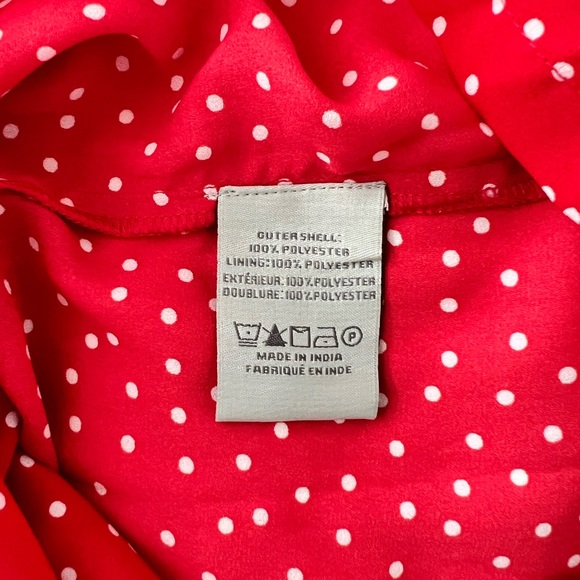 OUTERSHELL:
100% POLYESTER
LINING:100% POLYESTER
EXTÉRIEUR:100% POLYESTER
DOUBLURE:100% POLYESTER
P
MADE IN INDIA
FABRIQUÉ EN INDE